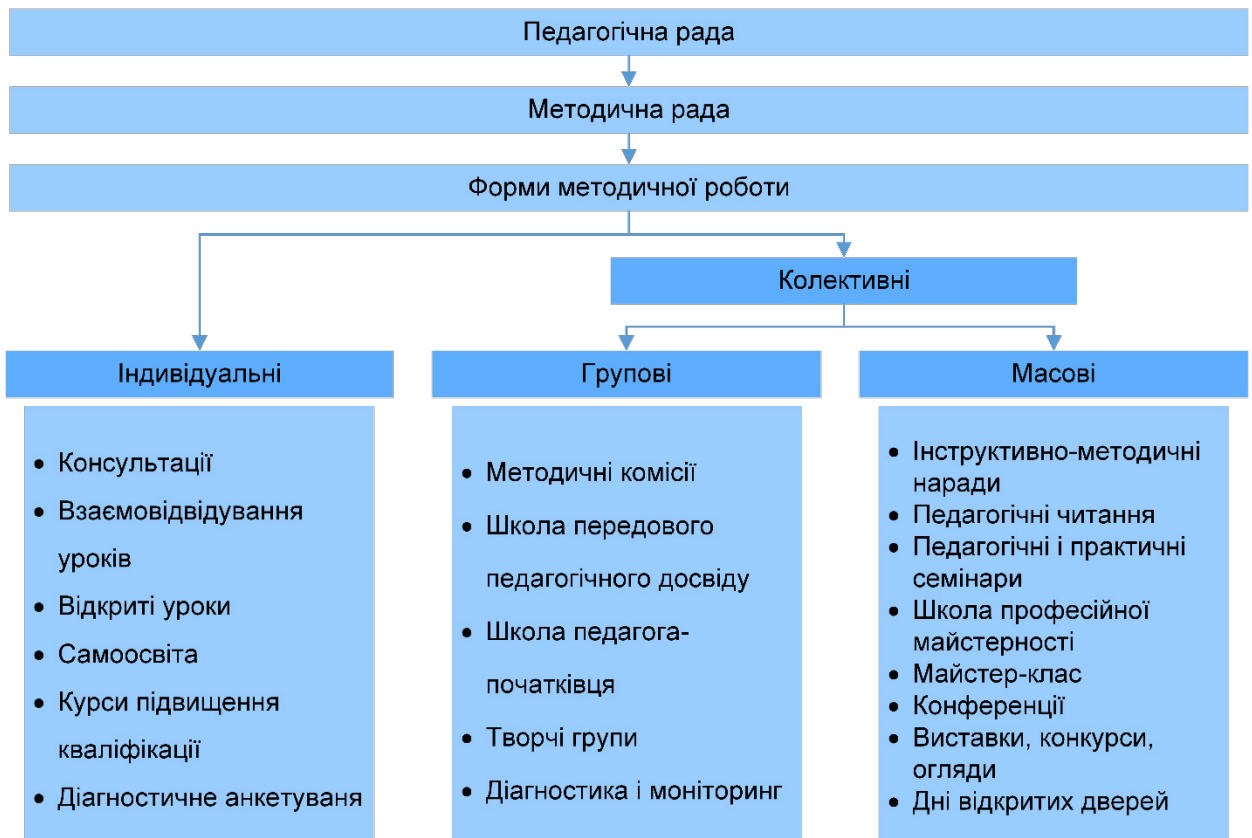 Педагогічна рада
Методична рада
Форми методичної роботи
Колективні
Індивідуальні
Групові
Масові
• Консультації
• Взаємовідвідування
уроків
• Відкриті уроки
• Самоосвіта
• Курси підвищення
кваліфікації
• Діагностичне анкетуваня
• Методичні комісії
• Школа передового
педагогічного досвіду
• Школа педагога-
початківця
• Творчі групи
• Діагностика і моніторинг
• Інструктивно-методичні
наради
• Педагогічні читання
• Педагогічні і практичні
семінари
• Школа професійної
майстерності
• Майстер-клас
• Конференції
• Виставки, конкурси,
огляди
• Дні відкритих дверей